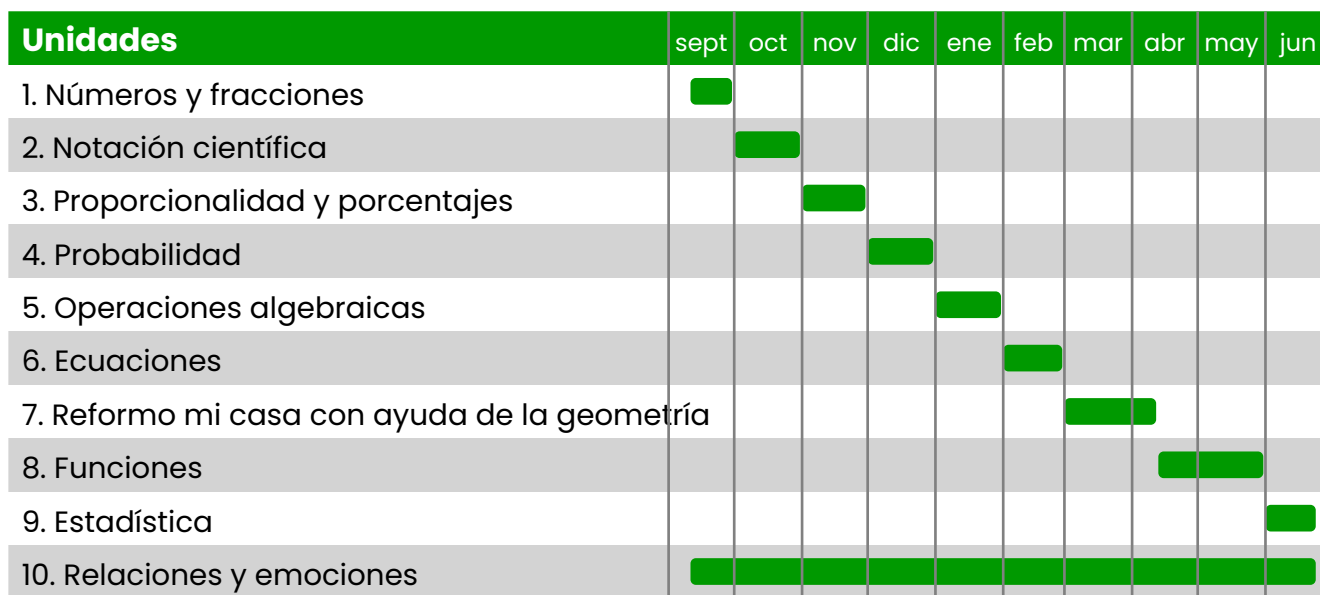 Unidades sept oct nov dic ene feb mar abr may jun
1. Números y fracciones
2. Notación científica
3. Proporcionalidad y porcentajes
4. Probabilidad
5. Operaciones algebraicas
6. Ecuaciones
7. Reformo mi casa con ayuda de la geometría
8. Funciones
9. Estadística
10. Relaciones y emociones